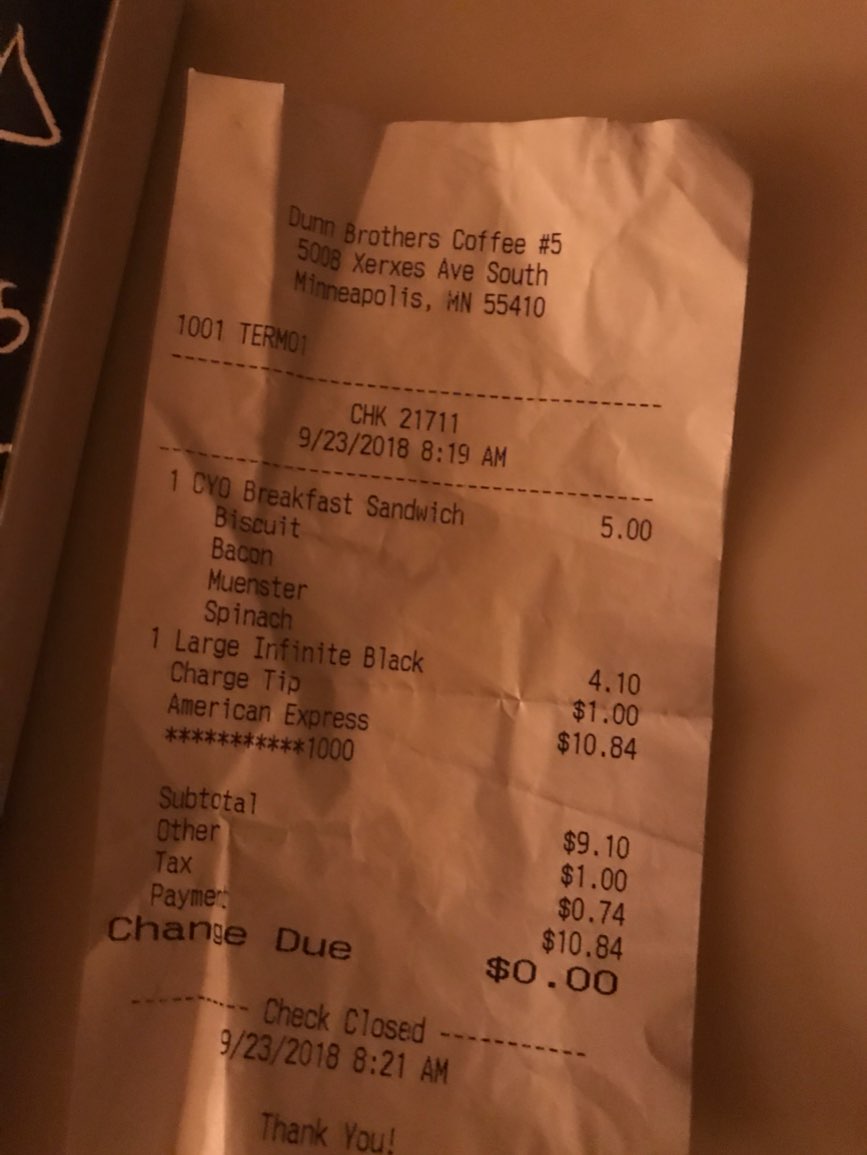 Dunn Brothers Coffee #5
5008 Xerxes Ave South
Minneapolis, MN 55410
1001 TERM01
CHK 21711
9/23/2018 8:19 AM
1 CYO Breakfast Sandwich 5.00
Biscuit
Bacon
Muenster
Spinach
1 Large Infinite Black 4.10
Charge Tip $1.00
American Express $10.84
***********1000
Subtotal $9.10
Other $1.00
Tax $0.74
Payment $10.84
Change Due $0.00
----------- Check Closed -----------
9/23/2018 8:21 AM
Thank You!